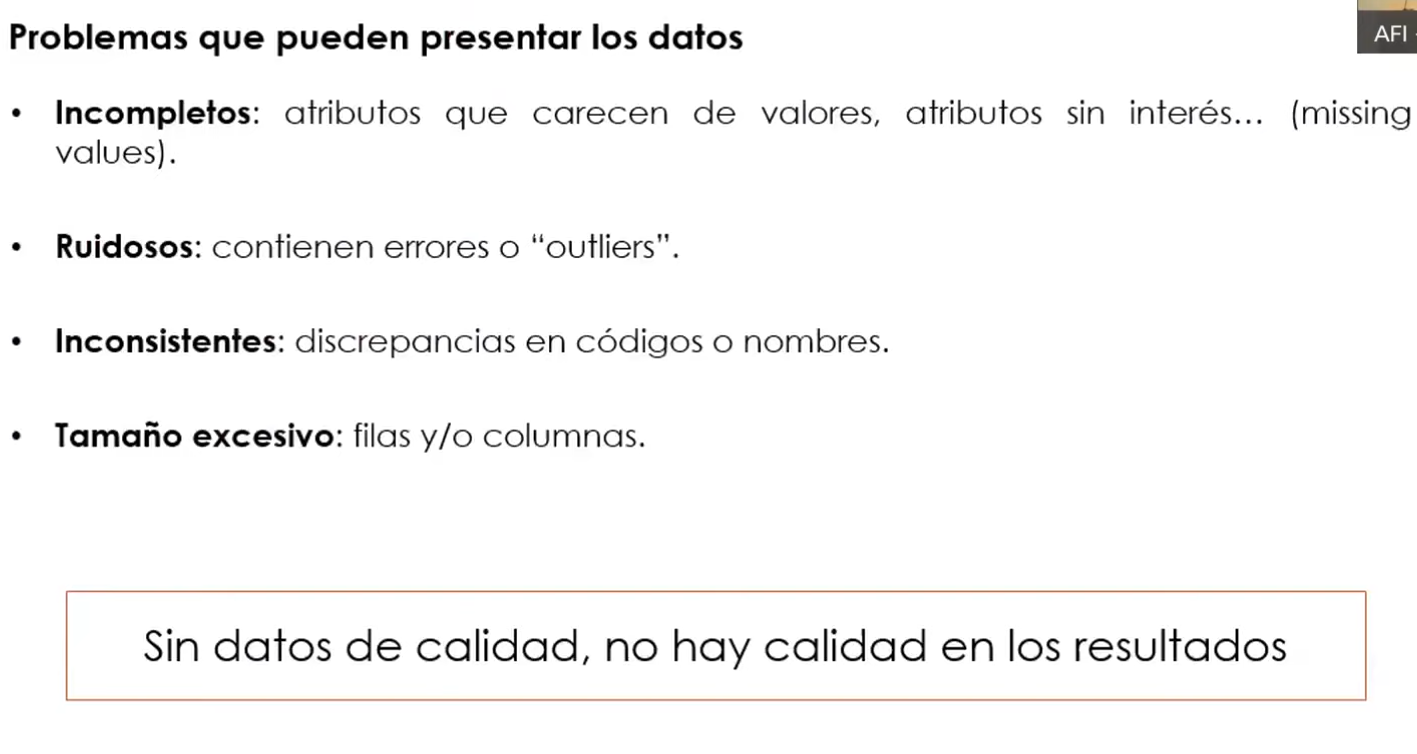 Problemas que pueden presentar los datos
AFI
• Incompletos: atributos que carecen de valores, atributos sin interés... (missing
values).
• Ruidosos: contienen errores o “outliers”.
• Inconsistentes: discrepancias en códigos o nombres.
• Tamaño excesivo: filas y/o columnas.
Sin datos de calidad, no hay calidad en los resultados